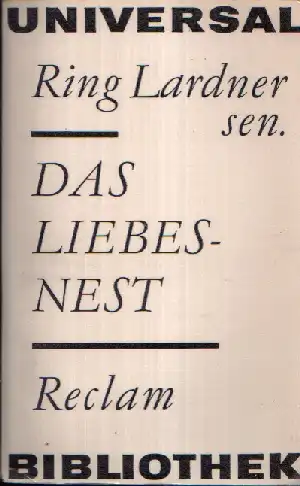 UNIVERSAL
Ring Lardner
sen.
DAS
LIEBES-
NEST
Reclam
BIBLIOTHEK